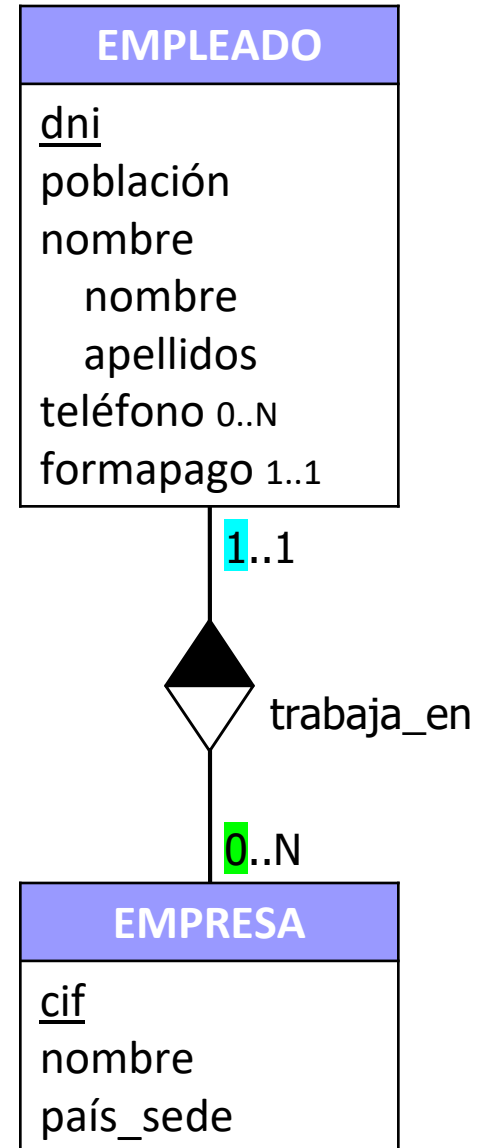 EMPLEADO
dni
población
nombre
nombre
apellidos
teléfono 0..N
formapago 1..1
1..1
trabaja_en
0..N
EMPRESA
cif
nombre
país_sede